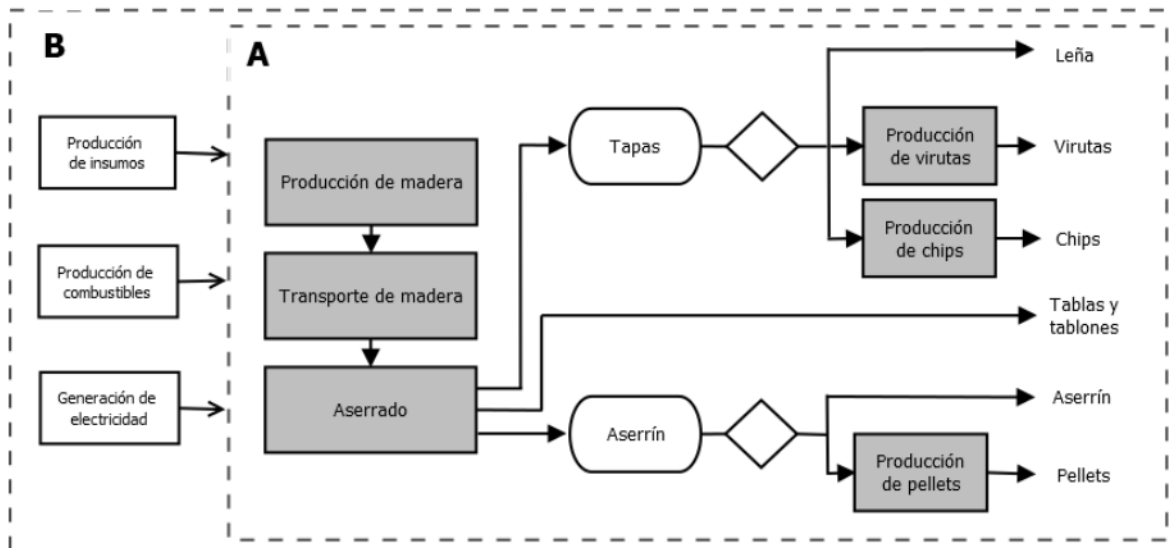 B
A
Producción
de insumos
Producción de
combustibles
Generación de
electricidad
Producción de madera
Transporte de madera
Aserrado
Tapas
Aserrín
Producción
de virutas
Producción
de chips
Producción
de pellets
Leña
Virutas
Chips
Tablas y
tablones
Aserrín
Pellets